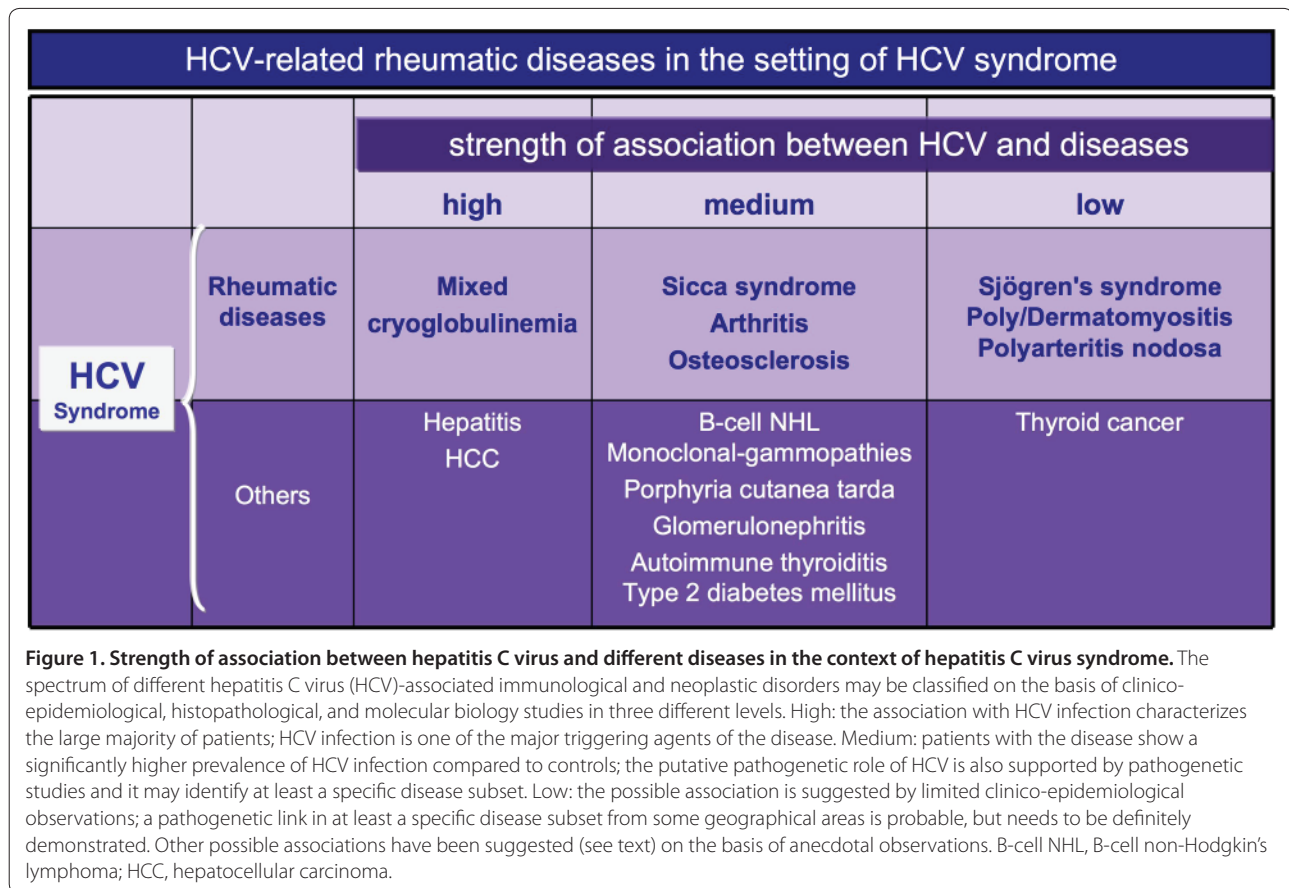 HCV-related rheumatic diseases in the setting of HCV syndrome
strength of association between HCV and diseases
high
medium
low
HCV
Syndrome
Rheumatic
diseases
Mixed
cryoglobulinemia
Sicca syndrome
Arthritis
Osteosclerosis
Sjögren's syndrome
Poly/Dermatomyositis
Polyarteritis nodosa
Others
Hepatitis
HCC
B-cell NHL
Monoclonal-gammopathies
Porphyria cutanea tarda
Glomerulonephritis
Autoimmune thyroiditis
Type 2 diabetes mellitus
Thyroid cancer
Figure 1. Strength of association between hepatitis C virus and different diseases in the context of hepatitis C virus syndrome. The
spectrum of different hepatitis C virus (HCV)-associated immunological and neoplastic disorders may be classified on the basis of clinico-
epidemiological, histopathological, and molecular biology studies in three different levels. High: the association with HCV infection characterizes
the large majority of patients; HCV infection is one of the major triggering agents of the disease. Medium: patients with the disease show a
significantly higher prevalence of HCV infection compared to controls; the putative pathogenetic role of HCV is also supported by pathogenetic
studies and it may identify at least a specific disease subset. Low: the possible association is suggested by limited clinico-epidemiological
observations; a pathogenetic link in at least a specific disease subset from some geographical areas is probable, but needs to be definitely
demonstrated. Other possible associations have been suggested (see text) on the basis of anecdotal observations. B-cell NHL, B-cell non-Hodgkin's
lymphoma; HCC, hepatocellular carcinoma.